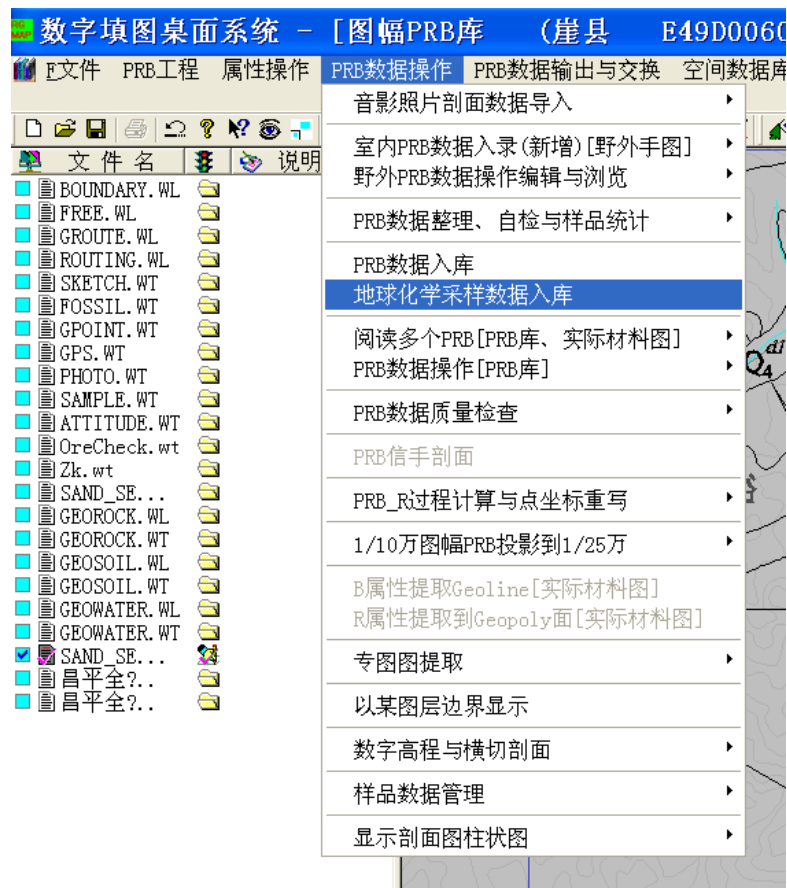 数字填图桌面系统 - [图幅PRB库 (崖县 E49D0060
F文件 PRB工程 属性操作 PRB数据操作 PRB数据输出与交换 空间数据库
文件名 说明
BOUNDARY.WL
FREE.WL
GROUTE.WL
ROUTING.WL
SKETCH.WT
FOSSIL.WT
GPOINT.WT
GPS.WT
PHOTO.WT
SAMPLE.WT
ATTITUDE.WT
OreCheck.wt
Zk.wt
SAND_SE...
GEOROCK.WL
GEOROCK.WT
GEOSOIL.WL
GEOSOIL.WT
GEOWATER.WL
GEOWATER.WT
SAND_SE...
昌平全?..
昌平全?..
音影照片剖面数据导入
室内PRB数据入录(新增)[野外手图]
野外PRB数据操作编辑与浏览
PRB数据整理、自检与样品统计
PRB数据入库
地球化学采样数据入库
阅读多个PRB[PRB库、实际材料图]
PRB数据操作[PRB库]
PRB数据质量检查
PRB信手剖面
PRB_R过程计算与点坐标重写
1/10万图幅PRB投影到1/25万
B属性提取Geoline[实际材料图]
R属性提取到Geopoly面[实际材料图]
专图图提取
以某图层边界显示
数字高程与横切剖面
样品数据管理
显示剖面图柱状图
Q4 al